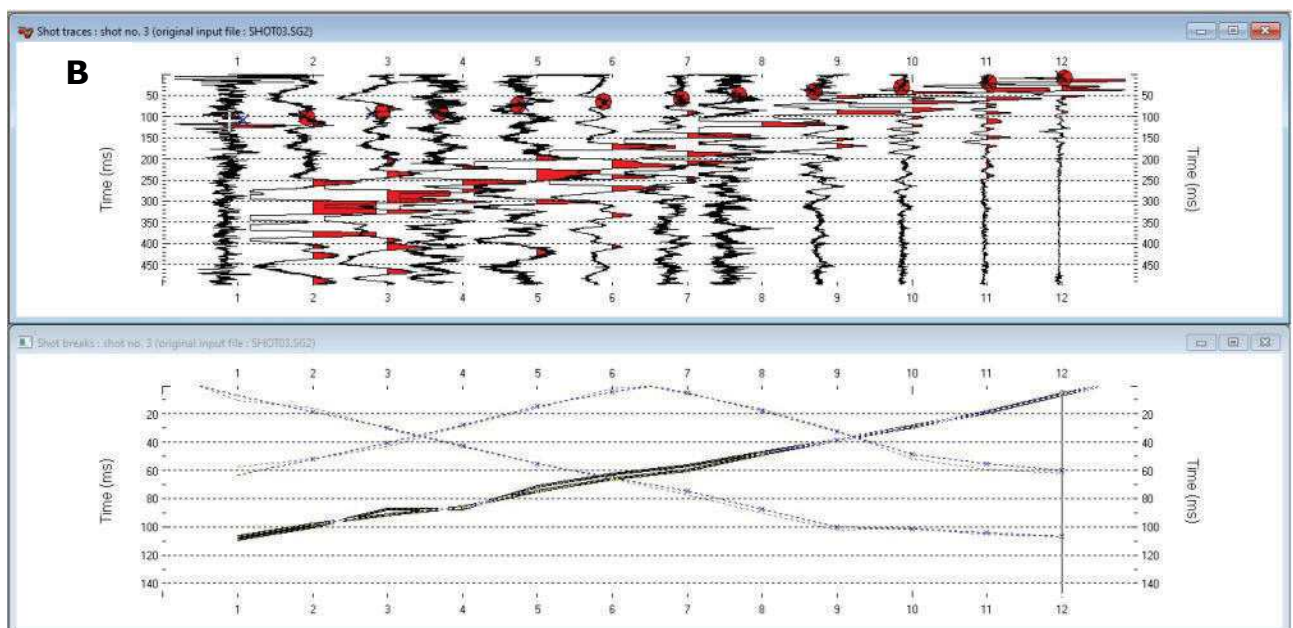 Shot traces : shot no. 3 (original input file : SHOT03.SG2)
B
1 2 3 4 5 6 7 8 9 10 11 12
50 50
100 100
150 150
200 200
250 250
300 300
350 350
400 400
450 450
Time (ms) Time (ms)
1 2 3 4 5 6 7 8 9 10 11 12
Shot breaks : shot no. 3 (original input file : SHOT03.SG2)
1 2 3 4 5 6 7 8 9 10 11 12
20 20
40 40
60 60
80 80
100 100
120 120
140 140
Time (ms) Time (ms)
1 2 3 4 5 6 7 8 9 10 11 12